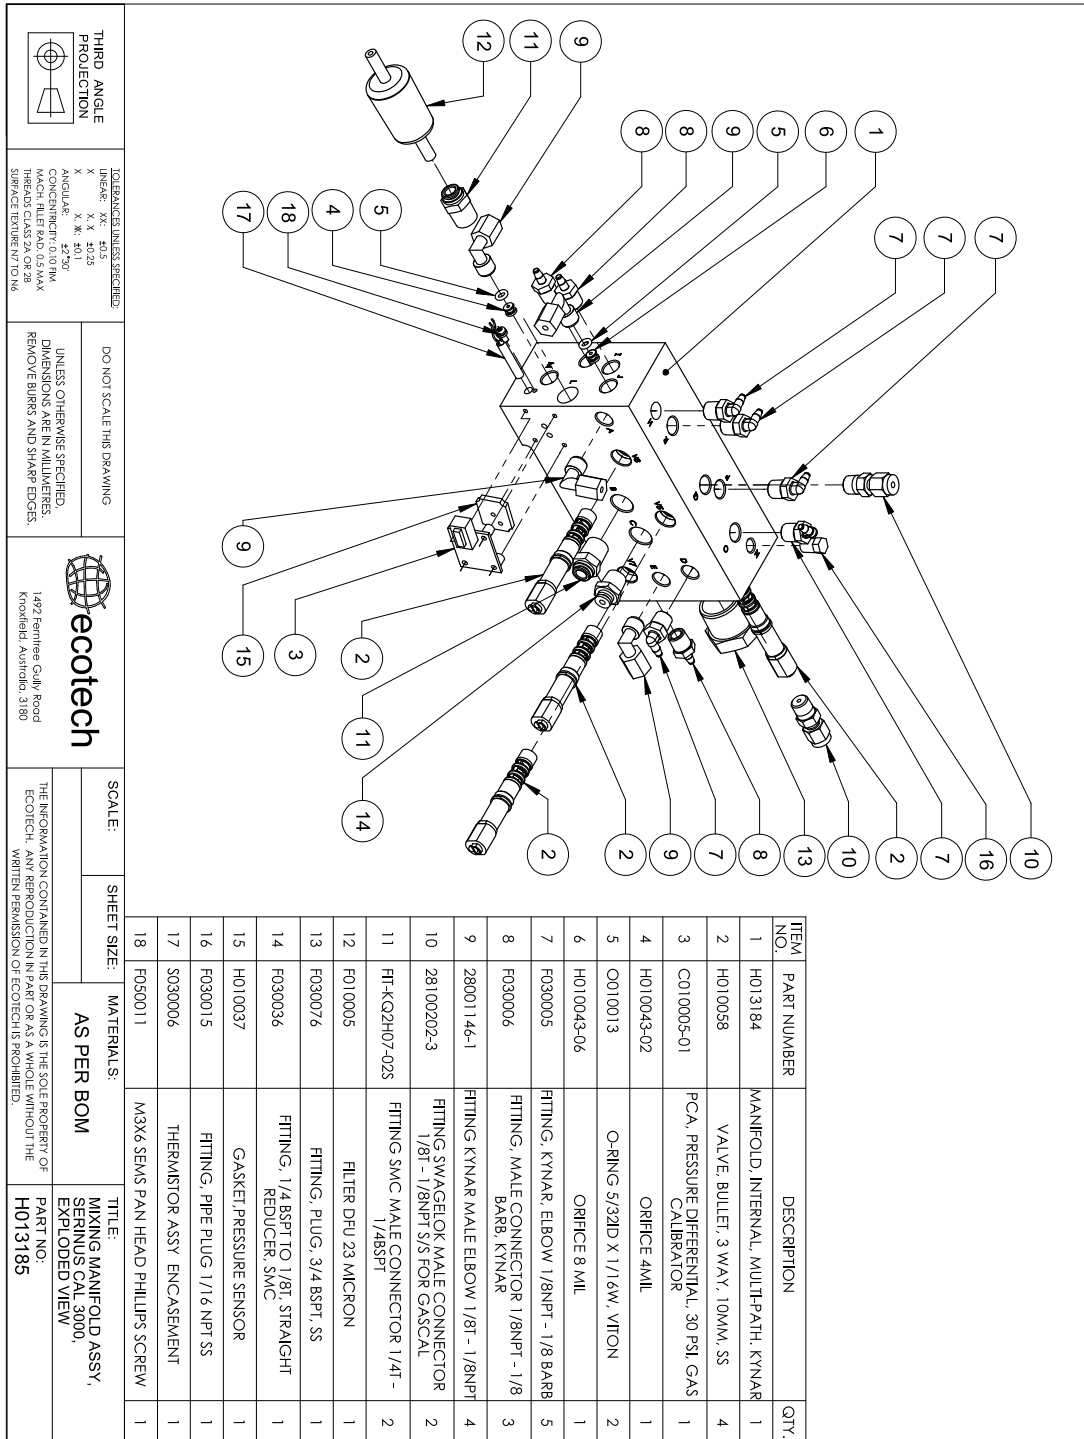 12
11
9
8
8
9
5
6
1
7
7
7
17
18
4
5
9
15
3
2
11
14
2
2
9
7
8
13
10
2
7
16
10
H
M
I
J
L
A
V3
B
V2
C
V1
E
D
ITEM NO. PART NUMBER DESCRIPTION QTY.
1 H013184 MANIFOLD, INTERNAL, MULTI-PATH, KYNAR 1
2 H010058 VALVE, BULLET, 3 WAY, 10MM, SS 4
3 C010005-01 PCA, PRESSURE DIFFERENTIAL, 30 PSI, GAS CALIBRATOR 1
4 H010043-02 ORIFICE 4MIL 1
5 O010013 O-RING 5/32ID X 1/16W, VITON 2
6 H010043-06 ORIFICE 8 MIL 1
7 F030005 FITTING, KYNAR, ELBOW 1/8NPT - 1/8 BARB 5
8 F030006 FITTING, MALE CONNECTOR 1/8NPT - 1/8 BARB, KYNAR 3
9 28001146-1 FITTING KYNAR MALE ELBOW 1/8T - 1/8NPT 4
10 28100202-3 FITTING SWAGELOK MALE CONNECTOR 1/8T - 1/8NPT S/S FOR GASCAL 2
11 FIT-KQ2H07-02S FITTING SMC MALE CONNECTOR 1/4T - 1/4BSPT 2
12 F010005 FILTER DFU 23 MICRON 1
13 F030076 FITTING, PLUG, 3/4 BSPT, SS 1
14 F030036 FITTING, 1/4 BSPT TO 1/8T, STRAIGHT REDUCER, SMC 1
15 H010037 GASKET,PRESSURE SENSOR 1
16 F030015 FITTING, PIPE PLUG 1/16 NPT SS 1
17 S030006 THERMISTOR ASSY ENCASEMENT 1
18 F050011 M3X6 SEMS PAN HEAD PHILLIPS SCREW 1
THIRD ANGLE
PROJECTION
TOLERANCES UNLESS SPECIFIED:
LINEAR: XX: ±0.5
X X. X ±0.25
X X. XX: ±0.1
ANGULAR: ±2°30'
CONCENTRICITY: 0.10 FIM
MACH. FILLET RAD. 0.5 MAX
THREADS CLASS 2A OR 2B
SURFACE TEXTURE N7 TO N6
DO NOT SCALE THIS DRAWING
UNLESS OTHERWISE SPECIFIED,
DIMENSIONS ARE IN MILLIMETRES.
REMOVE BURRS AND SHARP EDGES.
ecotech
1492 Ferntree Gully Road
Knoxfield, Australia, 3180
SCALE:
SHEET SIZE:
MATERIALS:
AS PER BOM
THE INFORMATION CONTAINED IN THIS DRAWING IS THE SOLE PROPERTY OF
ECOTECH. ANY REPRODUCTION IN PART OR AS A WHOLE WITHOUT THE
WRITTEN PERMISSION OF ECOTECH IS PROHIBITED.
TITLE:
MIXING MANIFOLD ASSY,
SERINUS CAL 3000,
EXPLODED VIEW
PART NO:
H013185